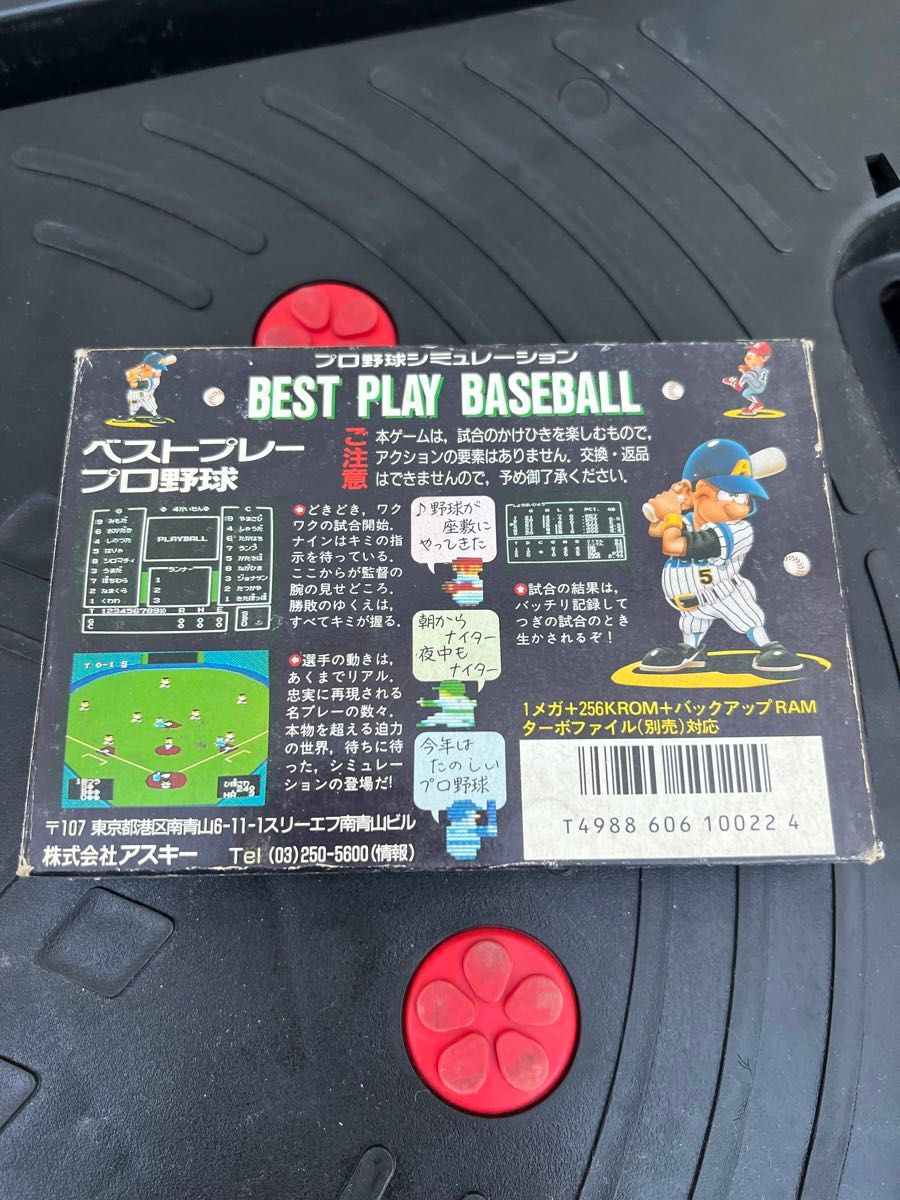 プロ野球シミュレーション
BEST PLAY BASEBALL
ベストプレー
プロ野球
ご注意
本ゲームは，試合のかけひきを楽しむもので，
アクションの要素はありません。交換・返品
はできませんので，予め御了承ください。
どきどき，ワク
ワクの試合開始。
ナインはキミの指
示を待っている。
ここからが監督の
腕の見せどころ。
勝敗のゆくえは，
すべてキミが握る。
PLAYBALL
ランナー
1
2
3
T 12345678910 R H E
♪野球が
座敷に
やってきた
試合の結果は，
バッチリ記録して
つぎの試合のとき
生かされるぞ！
A
5
朝から
ナイター
夜中も
ナイター
選手の動きは，
あくまでリアル。
忠実に再現される
名プレーの数々。
本物を超える迫力
の世界，待ちに待
った，シミュレー
ションの登場だ！
今年は
たのしい
プロ野球
1メガ+256KROM+バックアップRAM
ターボファイル(別売)対応
T4988 606 10022 4
〒107 東京都港区南青山6-11-1スリーエフ南青山ビル
株式会社アスキー Tel (03)250-5600(情報)